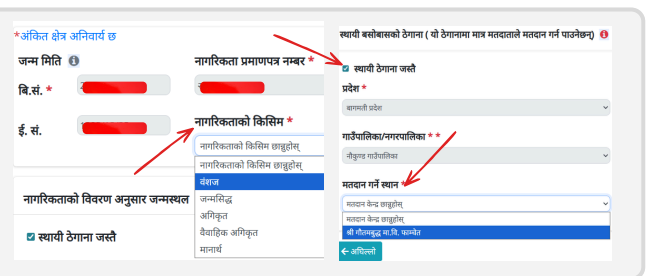 *अंकित क्षेत्र अनिवार्य छ
जन्म मिति
बि.सं. *
ई. सं.
नागरिकता प्रमाणपत्र नम्बर *
नागरिकताको किसिम *
नागरिकताको किसिम छान्नुहोस्
नागरिकताको किसिम छान्नुहोस्
वंशज
जन्मसिद्ध
अगिकृत
वैवाहिक अगिकृत
मानार्थ
नागरिकताको विवरण अनुसार जन्मस्थल
स्थायी ठेगाना जस्तै
स्थायी बसोबासको ठेगाना ( यो ठेगानामा मात्र मतदाताले मतदान गर्न पाउनेछन्)
स्थायी ठेगाना जस्तै
प्रदेश *
बागमती प्रदेश
गाउँपालिका/नगरपालिका * *
नौकुण्ड गाउँपालिका
मतदान गर्ने स्थान *
मतदान केन्द्र छान्नुहोस्
मतदान केन्द्र छान्नुहोस्
श्री गौतमबुद्ध मा.वि. फाम्चेत
← अघिल्लो